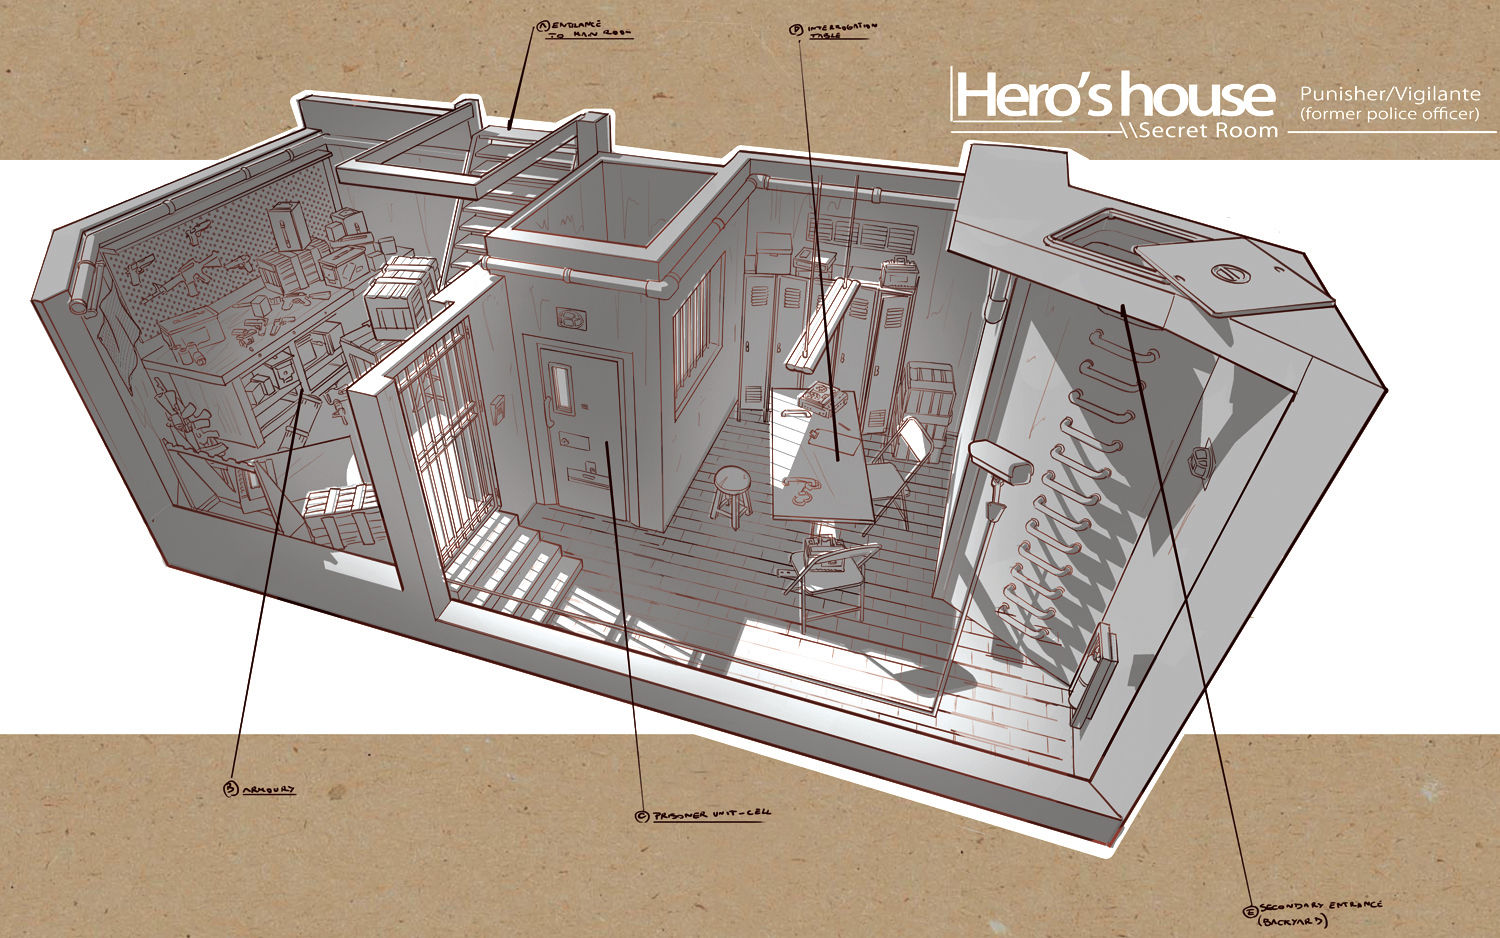 A ENTRANCE
TO MAIN ROOM
D INTERROGATION
TABLE
Hero's house
Punisher/Vigilante
(former police officer)
\\Secret Room
B ARMOURY
C PRISONER UNIT-CELL
E SECONDARY ENTRANCE
(BACKYARD)